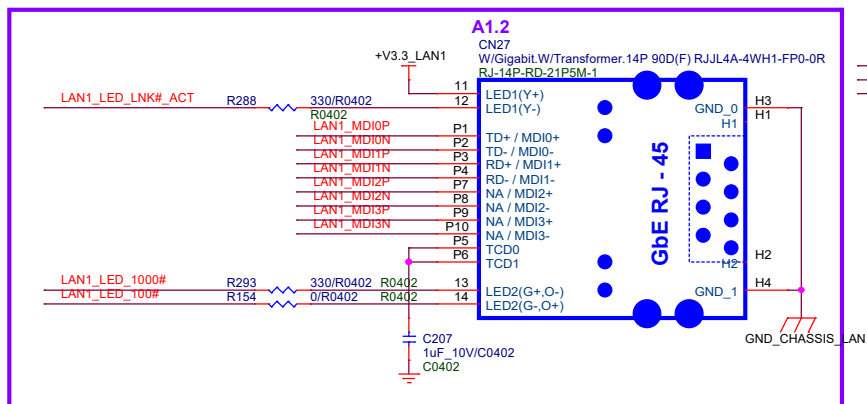 A1.2
CN27
W/Gigabit.W/Transformer.14P 90D(F) RJJL4A-4WH1-FP0-0R
RJ-14P-RD-21P5M-1
+V3.3_LAN1
11 LED1(Y+)
LAN1_LED_LNK#_ACT R288 330/R0402 12 LED1(Y-)
R0402
GND_0 H3
H1 H1
LAN1_MDI0P P1 TD+ / MDI0+
LAN1_MDI0N P2 TD- / MDI0-
LAN1_MDI1P P3 RD+ / MDI1+
LAN1_MDI1N P4 RD- / MDI1-
LAN1_MDI2P P7 NA / MDI2+
LAN1_MDI2N P8 NA / MDI2-
LAN1_MDI3P P9 NA / MDI3+
LAN1_MDI3N P10 NA / MDI3-
P5 TCD0
P6 TCD1
GbE RJ - 45
H2 H2
LAN1_LED_1000# R293 330/R0402 R0402 13 LED2(G+,O-)
LAN1_LED_100# R154 0/R0402 R0402 14 LED2(G-,O+)
GND_1 H4
C207
1uF_10V/C0402
C0402
GND_CHASSIS_LAN